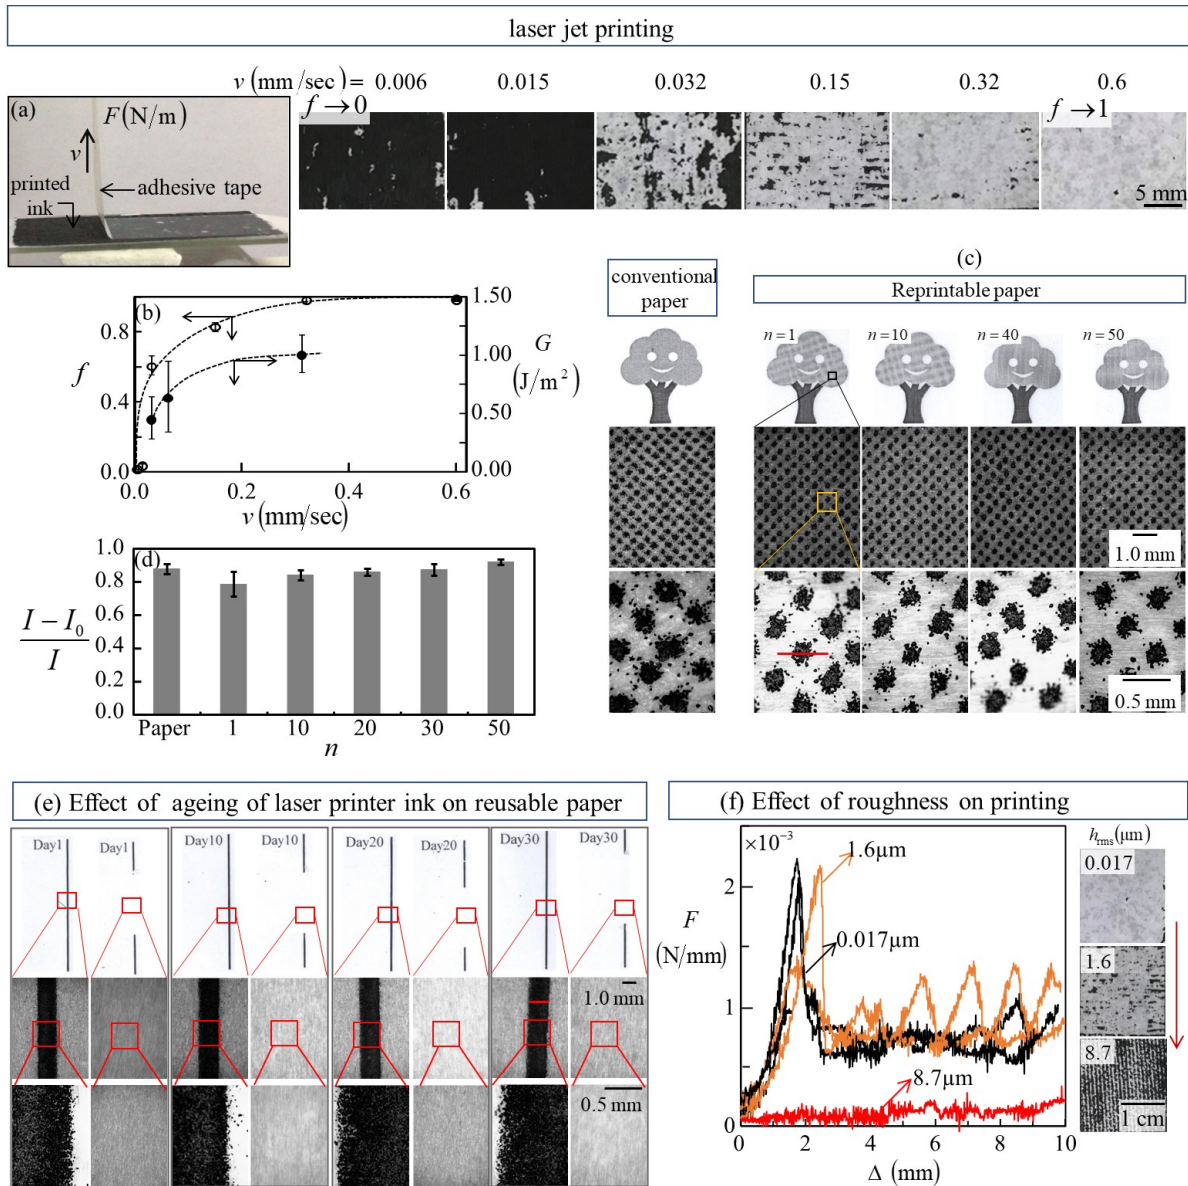 laser jet printing
v (mm/sec) = 0.006 0.015 0.032 0.15 0.32 0.6
(a)
F (N/m)
v
printed
ink
adhesive tape
f → 0
f → 1
5 mm
(b)
f
0.8
0.4
0.0
0.0 0.2 0.4 0.6
v (mm/sec)
1.50
1.00
0.50
0.00
G
(J/m²)
(c)
conventional
paper
Reprintable paper
n = 1 n = 10 n = 40 n = 50
1.0 mm
0.5 mm
(d)
I − I₀
I
1.0
0.8
0.6
0.4
0.2
0.0
Paper 1 10 20 30 50
n
(e) Effect of ageing of laser printer ink on reusable paper
Day1 Day1 Day10 Day10 Day20 Day20 Day30 Day30
1.0 mm
0.5 mm
(f) Effect of roughness on printing
×10⁻³
F
(N/mm)
2
1
0
0 2 4 6 8 10
Δ (mm)
1.6μm
0.017μm
8.7μm
h_rms (μm)
0.017
1.6
8.7
1 cm